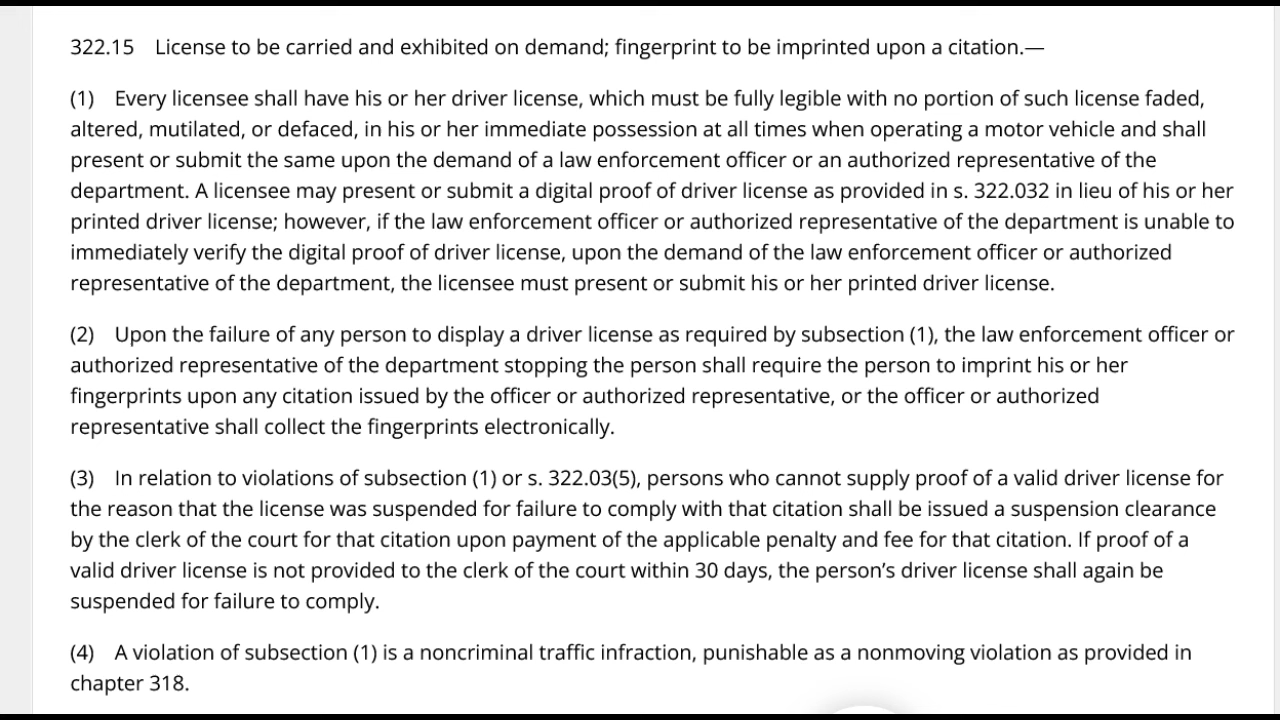 322.15 License to be carried and exhibited on demand; fingerprint to be imprinted upon a citation.—
(1) Every licensee shall have his or her driver license, which must be fully legible with no portion of such license faded,
altered, mutilated, or defaced, in his or her immediate possession at all times when operating a motor vehicle and shall
present or submit the same upon the demand of a law enforcement officer or an authorized representative of the
department. A licensee may present or submit a digital proof of driver license as provided in s. 322.032 in lieu of his or her
printed driver license; however, if the law enforcement officer or authorized representative of the department is unable to
immediately verify the digital proof of driver license, upon the demand of the law enforcement officer or authorized
representative of the department, the licensee must present or submit his or her printed driver license.
(2) Upon the failure of any person to display a driver license as required by subsection (1), the law enforcement officer or
authorized representative of the department stopping the person shall require the person to imprint his or her
fingerprints upon any citation issued by the officer or authorized representative, or the officer or authorized
representative shall collect the fingerprints electronically.
(3) In relation to violations of subsection (1) or s. 322.03(5), persons who cannot supply proof of a valid driver license for
the reason that the license was suspended for failure to comply with that citation shall be issued a suspension clearance
by the clerk of the court for that citation upon payment of the applicable penalty and fee for that citation. If proof of a
valid driver license is not provided to the clerk of the court within 30 days, the person’s driver license shall again be
suspended for failure to comply.
(4) A violation of subsection (1) is a noncriminal traffic infraction, punishable as a nonmoving violation as provided in
chapter 318.